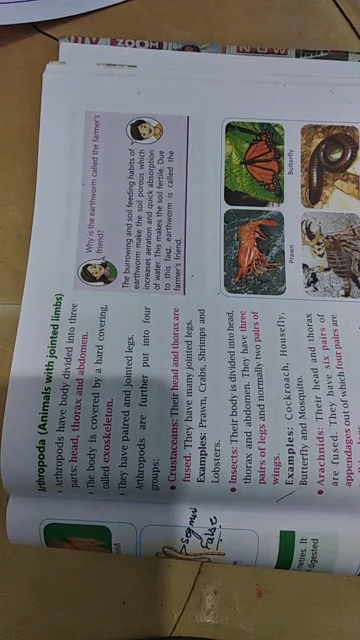 Arthropoda (Animals with jointed limbs)
Arthropods have body divided into three
parts: head, thorax and abdomen.
The body is covered by a hard covering,
called exoskeleton.
They have paired and jointed legs.
Arthropods are further put into four
groups:
• Crustaceans: Their head and thorax are
fused. They have many jointed legs.
Examples: Prawn, Crabs, Shrimps and
Lobsters.
• Insects: Their body is divided into head,
thorax and abdomen. They have three
pairs of legs and normally two pairs of
wings.
Examples: Cockroach, Housefly,
Butterfly and Mosquito.
• Arachnids: Their head and thorax
are fused. They have six pairs of
appendages out of which four pairs are
Why is the earthworm called the farmer's
friend?
The burrowing and soil feeding habits of
earthworm make the soil porous which
increases aeration and quick absorption
of water. This makes the soil fertile. Due
to this fact, earthworm is called the
farmer's friend.
Prawn
Butterfly
False
metres. It
digested
ZOOM